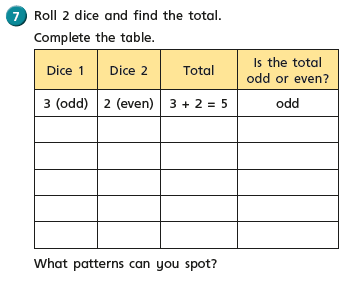 7 Roll 2 dice and find the total.
Complete the table.
Dice 1 Dice 2 Total Is the total odd or even?
3 (odd) 2 (even) 3 + 2 = 5 odd
What patterns can you spot?